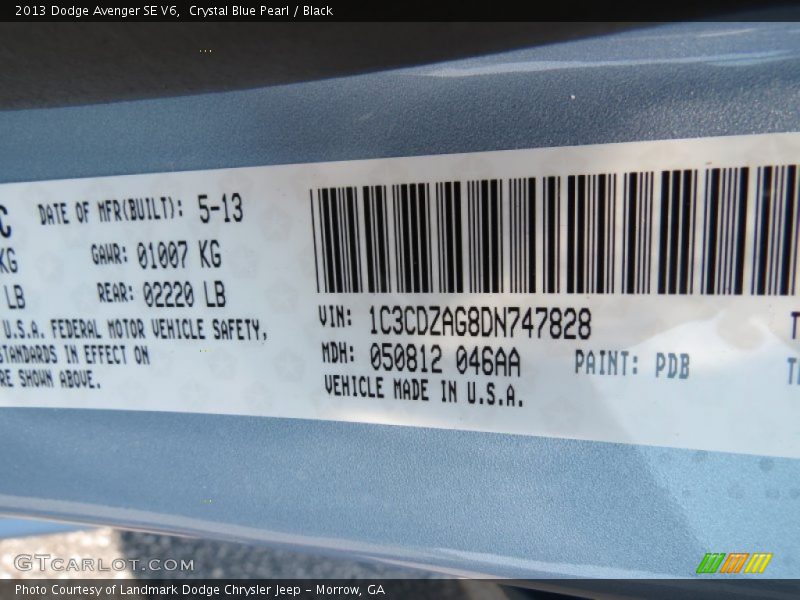 2013 Dodge Avenger SE V6, Crystal Blue Pearl / Black
C DATE OF MFR(BUILT): 5-13
KG GAWR: 01007 KG
LB REAR: 02220 LB
U.S.A. FEDERAL MOTOR VEHICLE SAFETY,
STANDARDS IN EFFECT ON
RE SHOWN ABOVE.
VIN: 1C3CDZAG8DN747828
MDH: 050812 046AA PAINT: PDB
VEHICLE MADE IN U.S.A.
GTCARLOT.COM
Photo Courtesy of Landmark Dodge Chrysler Jeep - Morrow, GA